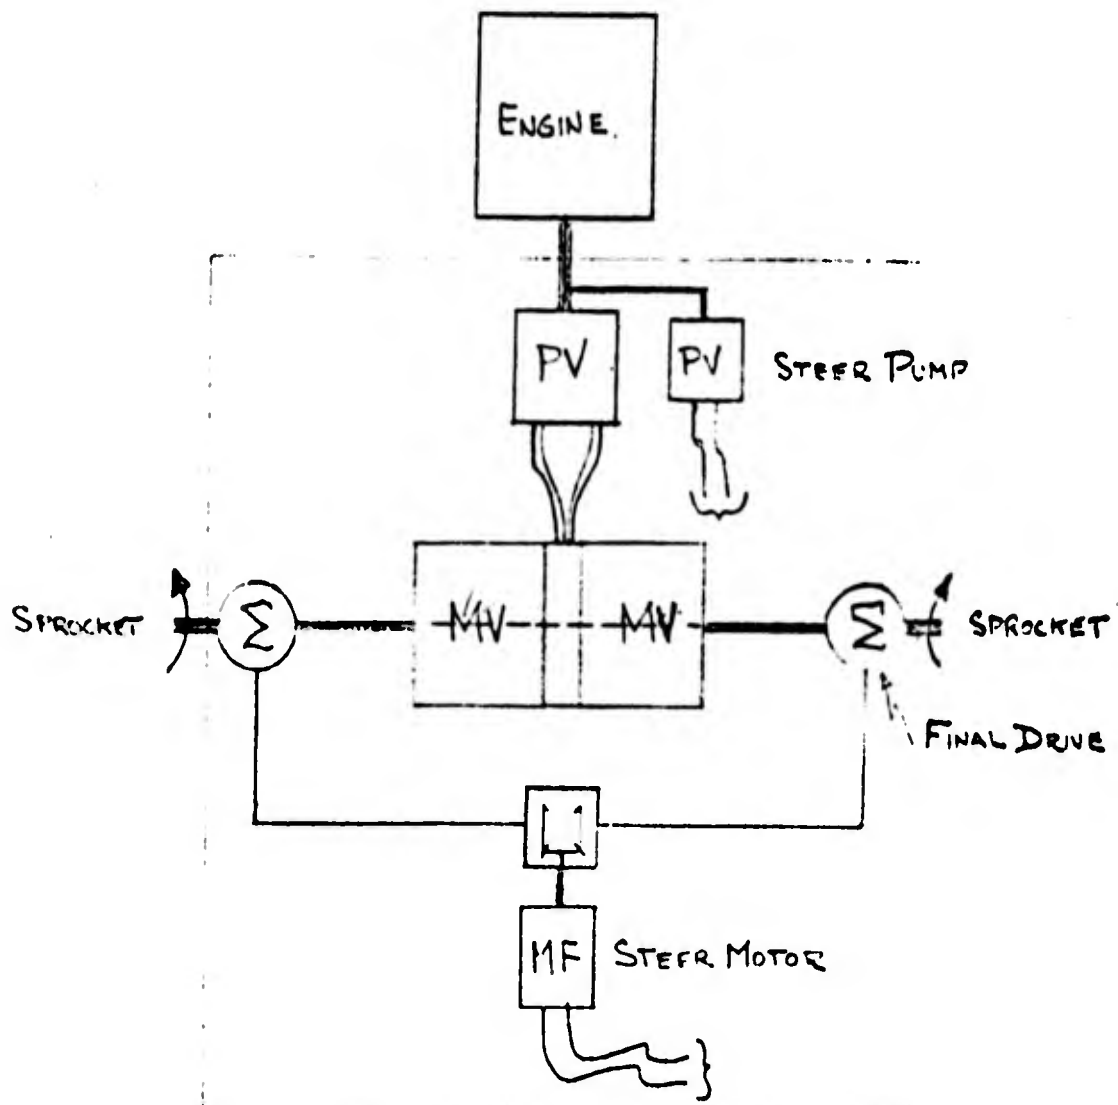 ENGINE.
PV
PV
STEER PUMP
SPROCKET
Σ
MV
MV
Σ
SPROCKET
FINAL DRIVE
MF
STEER MOTOR